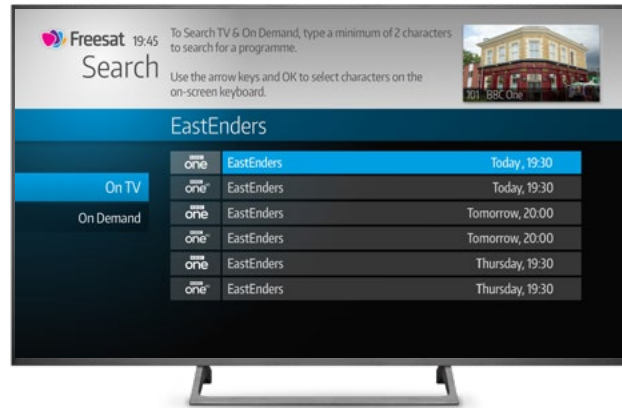 Freesat 19:45
Search
To Search TV & On Demand, type a minimum of 2 characters
to search for a programme.
Use the arrow keys and OK to select characters on the
on-screen keyboard.
101 BBC One
EastEnders
On TV
On Demand
one EastEnders Today, 19:30
one EastEnders Today, 19:30
one EastEnders Tomorrow, 20:00
one EastEnders Tomorrow, 20:00
one EastEnders Thursday, 19:30
one EastEnders Thursday, 19:30